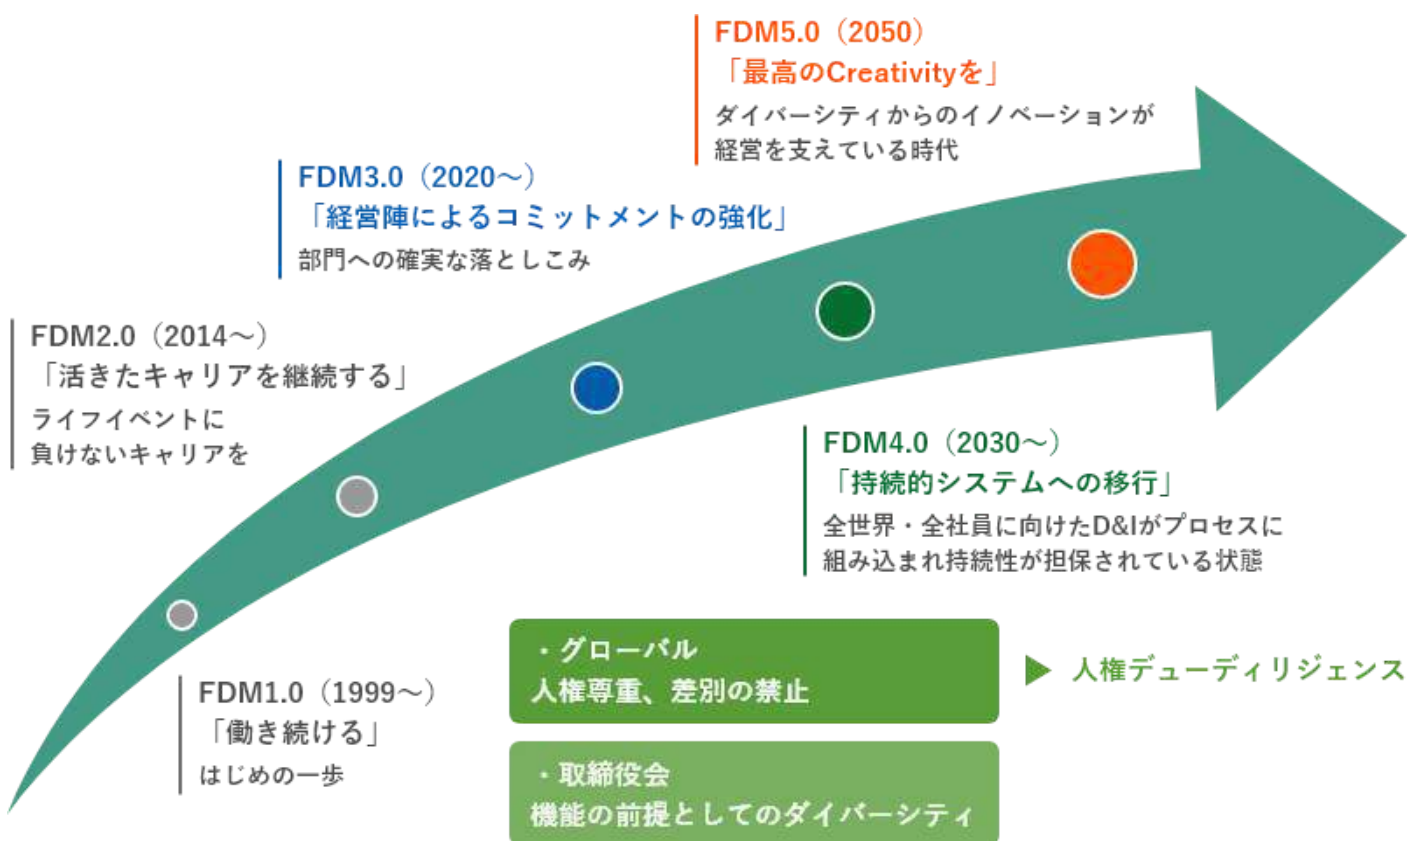 FDM5.0（2050）
「最高のCreativityを」
ダイバーシティからのイノベーションが
経営を支えている時代
FDM3.0（2020～）
「経営陣によるコミットメントの強化」
部門への確実な落としこみ
FDM2.0（2014～）
「活きたキャリアを継続する」
ライフイベントに
負けないキャリアを
FDM4.0（2030～）
「持続的システムへの移行」
全世界・全社員に向けたD&Iがプロセスに
組み込まれ持続性が担保されている状態
FDM1.0（1999～）
「働き続ける」
はじめの一歩
・グローバル
人権尊重、差別の禁止
▶ 人権デューディリジェンス
・取締役会
機能の前提としてのダイバーシティ